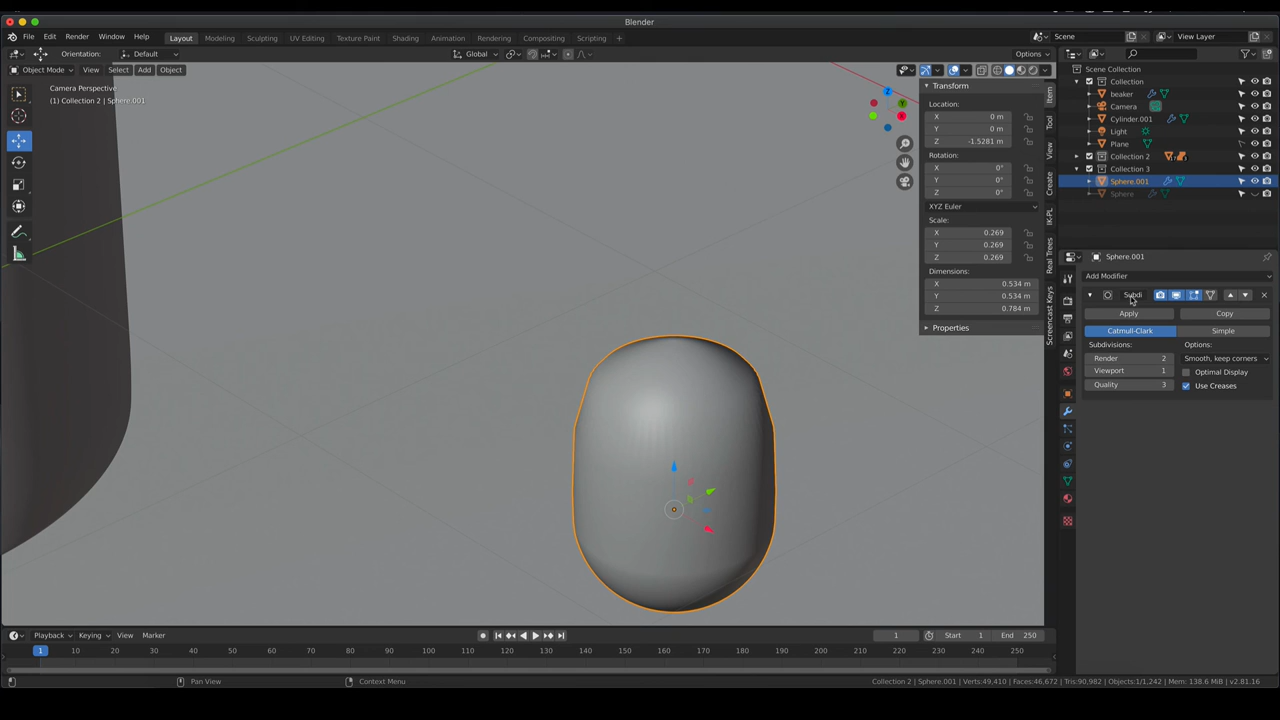 Blender
File Edit Render Window Help
Layout Modeling Sculpting UV Editing Texture Paint Shading Animation Rendering Compositing Scripting +
Scene
View Layer
Orientation: Default
Global
Options
Object Mode View Select Add Object
Camera Perspective
(1) Collection 2 | Sphere.001
Z
Y
X
Transform
Location:
X 0 m
Y 0 m
Z -1.5281 m
Rotation:
X 0°
Y 0°
Z 0°
XYZ Euler
Scale:
X 0.269
Y 0.269
Z 0.269
Dimensions:
X 0.534 m
Y 0.534 m
Z 0.784 m
Properties
Item
Tool
View
Create
Real Trees
Screencast Keys
Scene Collection
Collection
beaker
Camera
Cylinder.001
Light
Plane
Collection 2
Collection 3
Sphere.001
Sphere
Sphere.001
Add Modifier
Subdi
Apply Copy
Catmull-Clark Simple
Subdivisions: Options:
Render 2 Smooth, keep corners
Viewport 1 Optimal Display
Quality 3 Use Creases
Playback Keying View Marker
1 Start 1 End 250
1 10 20 30 40 50 60 70 80 90 100 110 120 130 140 150 160 170 180 190 200 210 220 230 240 250
Pan View Context Menu
Collection 2 | Sphere.001 | Verts:49,410 | Faces:46,672 | Tris:90,982 | Objects:1/1,242 | Mem: 138.6 MiB | v2.81.16